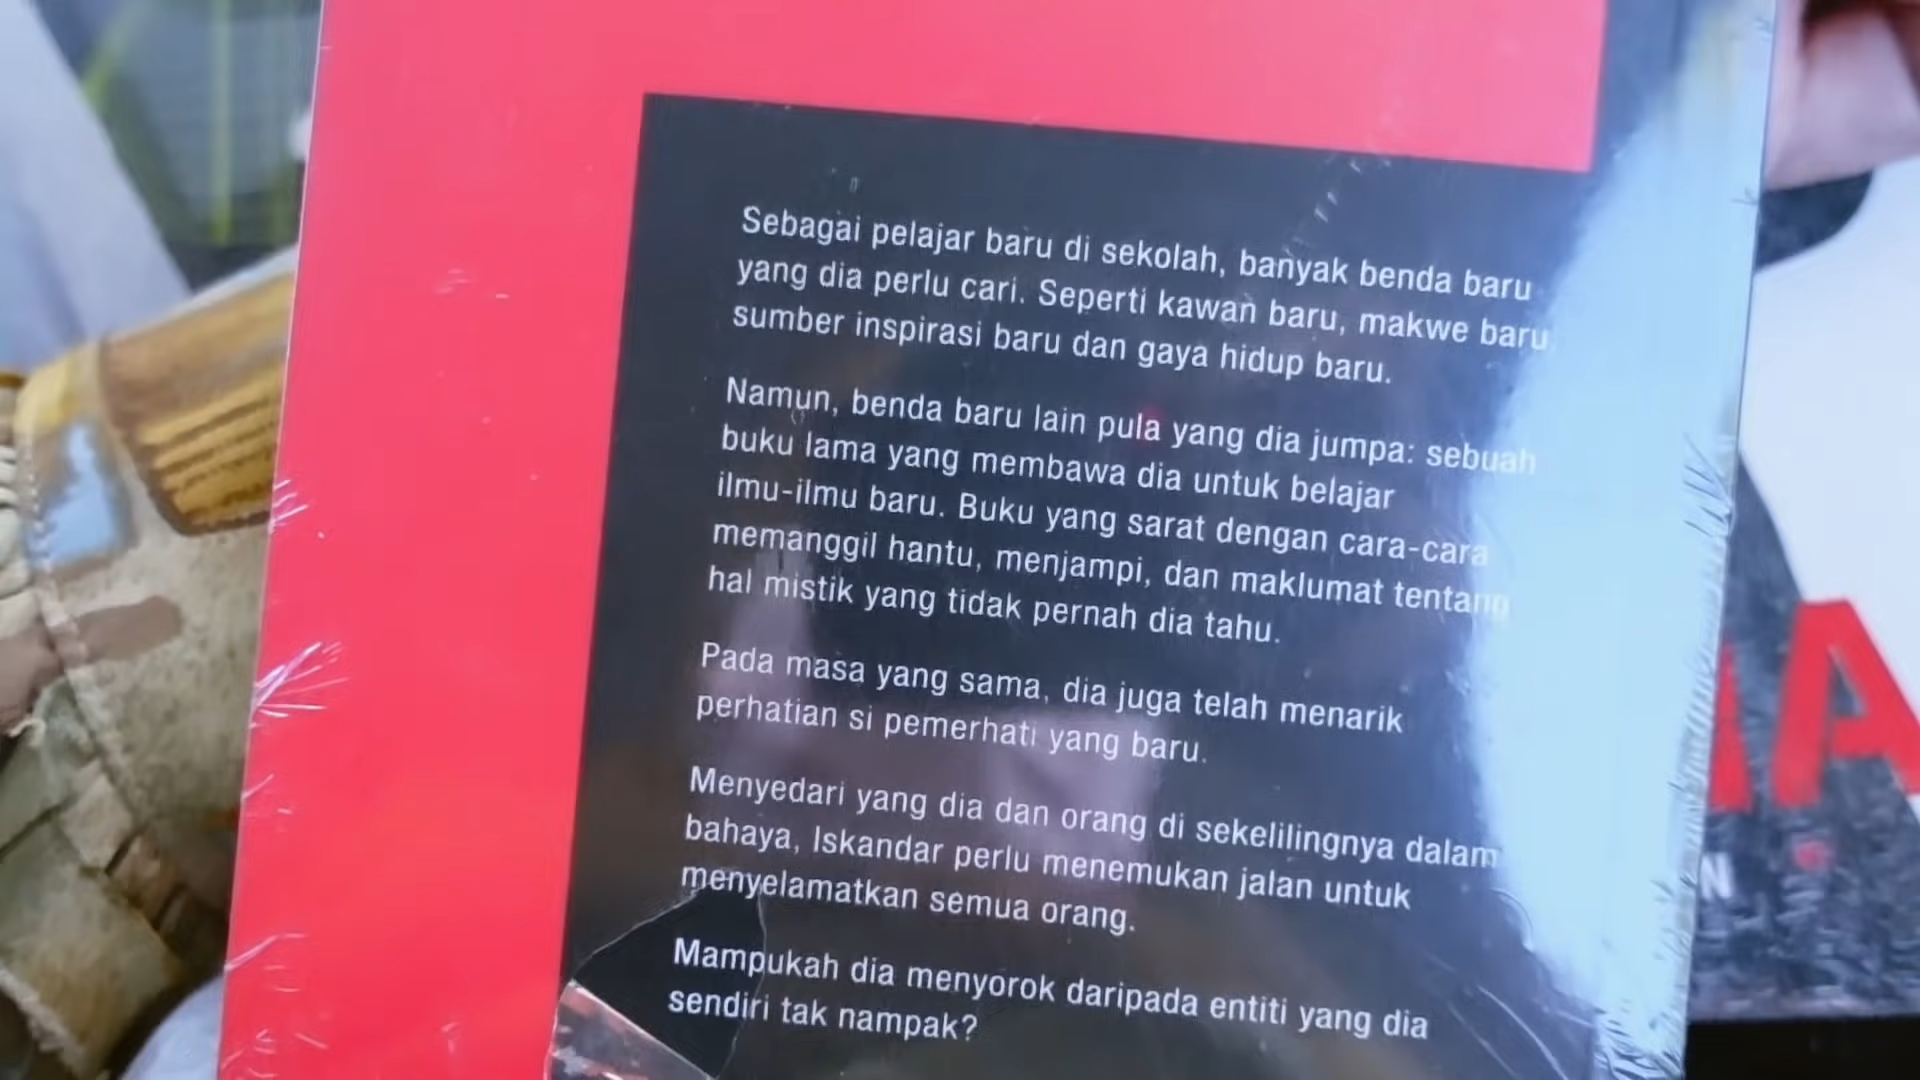 Sebagai pelajar baru di sekolah, banyak benda baru
yang dia perlu cari. Seperti kawan baru, makwe baru,
sumber inspirasi baru dan gaya hidup baru.
Namun, benda baru lain pula yang dia jumpa: sebuah
buku lama yang membawa dia untuk belajar
ilmu-ilmu baru. Buku yang sarat dengan cara-cara
memanggil hantu, menjampi, dan maklumat tentang
hal mistik yang tidak pernah dia tahu.
Pada masa yang sama, dia juga telah menarik
perhatian si pemerhati yang baru.
Menyedari yang dia dan orang di sekelilingnya dalam
bahaya, Iskandar perlu menemukan jalan untuk
menyelamatkan semua orang.
Mampukah dia menyorok daripada entiti yang dia
sendiri tak nampak?